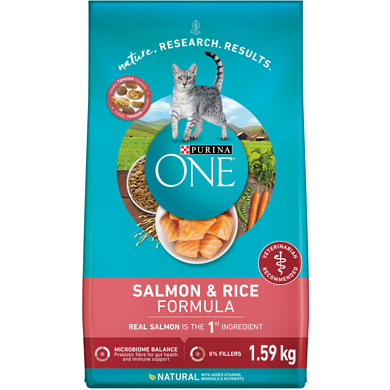 nature. RESEARCH. RESULTS.
TENDER
TENDER
PURINA
ONE
VETERINARIAN
RECOMMENDED
SALMON & RICE
FORMULA
REAL SALMON IS THE 1st INGREDIENT
MICROBIOME BALANCE
Prebiotic fibre for gut health
and immune support
0% FILLERS
1.59 kg
NATURAL WITH ADDED VITAMINS,
MINERALS & NUTRIENTS